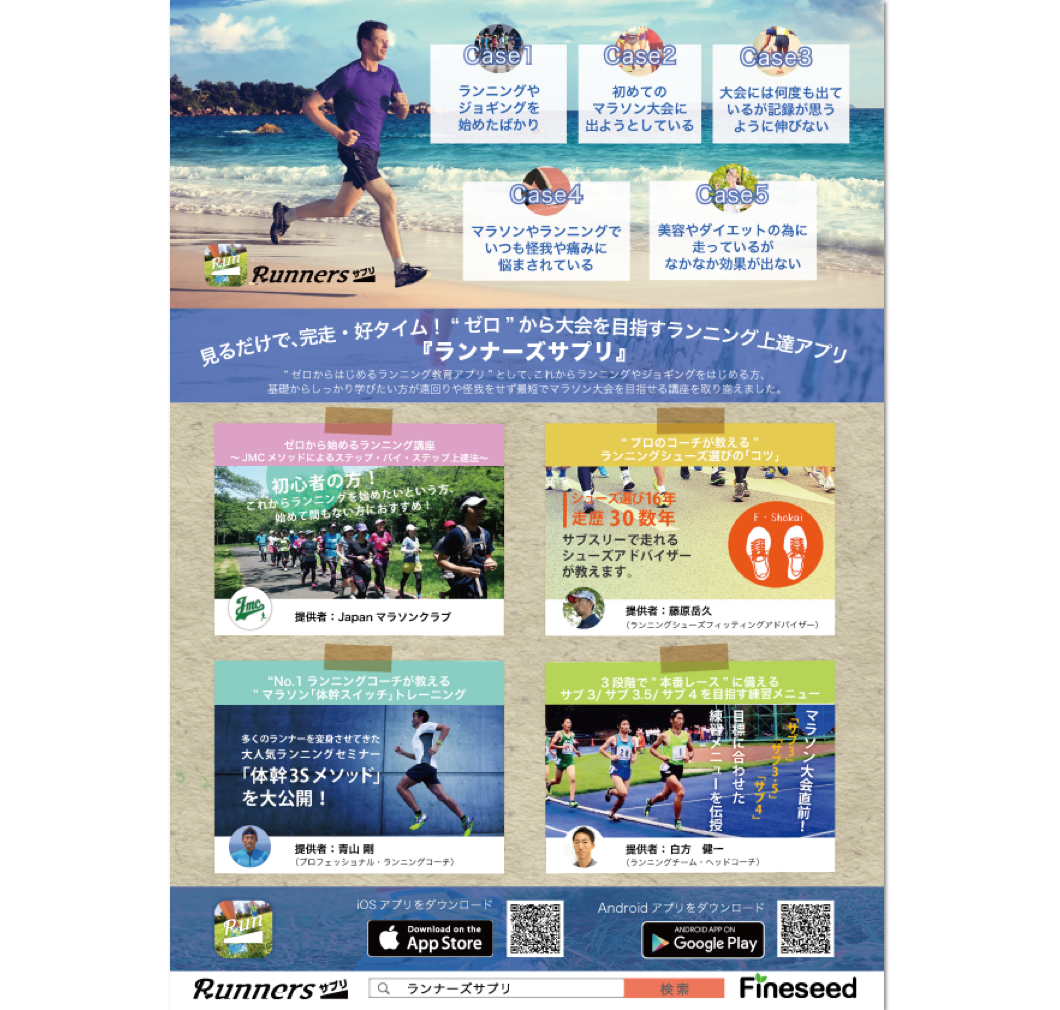 Case1
ランニングや
ジョギングを
始めたばかり
Case2
初めての
マラソン大会に
出ようとしている
Case3
大会には何度も出て
いるが記録が思う
ように伸びない
Case4
マラソンやランニングで
いつも怪我や痛みに
悩まされている
Case5
美容やダイエットの為に
走っているが
なかなか効果が出ない
Run
Runners サプリ
見るだけで、完走・好タイム！“ゼロ”から大会を目指すランニング上達アプリ
『ランナーズサプリ』
”ゼロからはじめるランニング教育アプリ”として、これからランニングやジョギングをはじめる方、
基礎からしっかり学びたい方が遠回りや怪我をせず最短でマラソン大会を目指せる講座を取り揃えました。
ゼロから始めるランニング講座
～JMCメソッドによるステップ・バイ・ステップ上達法～
初心者の方！
これからランニングを始めたいという方、
始めて間もない方におすすめ！
Jmc
提供者：Japanマラソンクラブ
“プロのコーチが教える”
ランニングシューズ選びの「コツ」
シューズ選び16年
走歴30数年
サブスリーで走れる
シューズアドバイザー
が教えます。
F・Shokai
提供者：藤原岳久
（ランニングシューズフィッティングアドバイザー）
“No.1ランニングコーチが教える
”マラソン「体幹スイッチ」トレーニング
多くのランナーを変身させてきた
大人気ランニングセミナー
「体幹3Sメソッド」
を大公開！
提供者：青山 剛
（プロフェッショナル・ランニングコーチ）
3段階で”本番レース”に備える
サブ3/サブ3.5/サブ4を目指す練習メニュー
マラソン大会直前！
「サブ3」
「サブ3.5」
「サブ4」
目標に合わせた
練習メニューを伝授
提供者：白方 健一
（ランニングチーム・ヘッドコーチ）
Run
iOSアプリをダウンロード
Download on the
App Store
Androidアプリをダウンロード
ANDROID APP ON
Google Play
Runners サプリ
ランナーズサプリ
検索
Fineseed